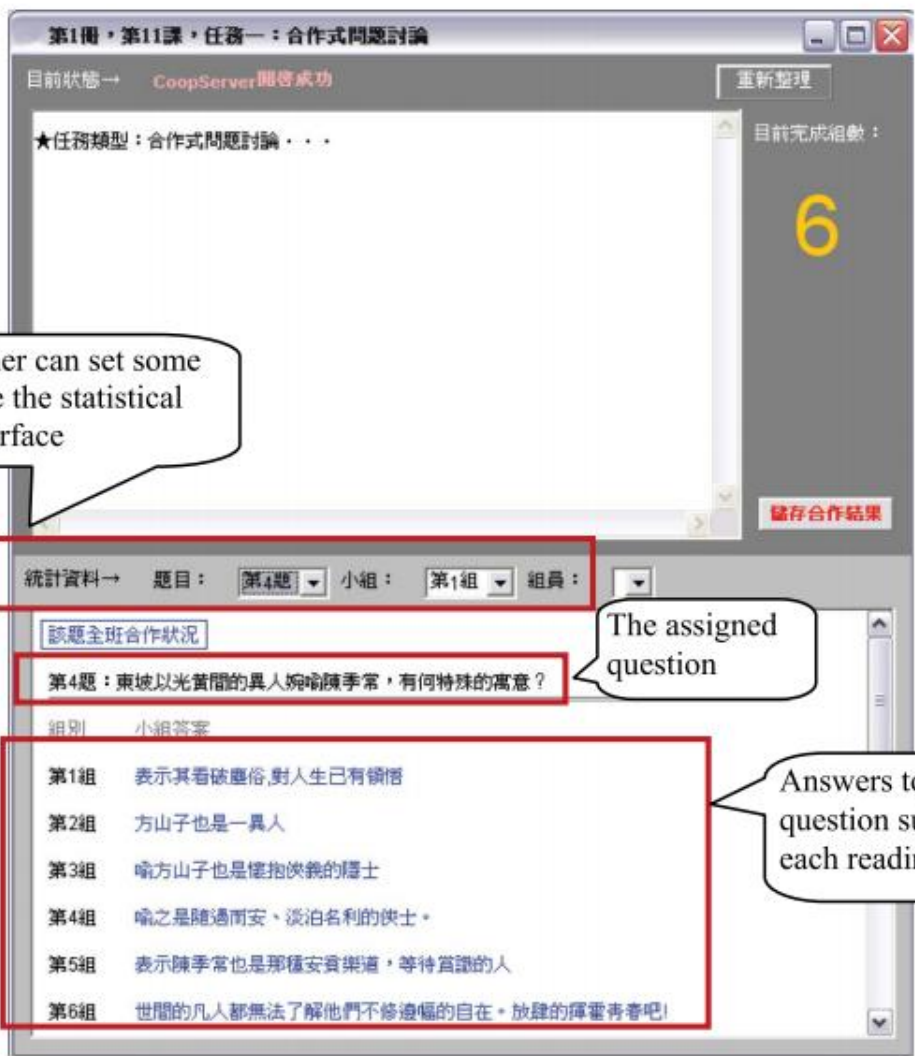 第1冊，第11課，任務一：合作式問題討論
目前狀態→ CoopServer開啓成功
重新整理
★任務類型：合作式問題討論・・・
目前完成組數：
6
er can set some
e the statistical
rface
儲存合作結果
統計資料→ 題目： 第4題 小組： 第1組 組員：
該題全班合作狀況
The assigned
question
第4題：東坡以光黃間的異人婉喻陳季常，有何特殊的寓意？
組別 小組答案
第1組 表示其看破塵俗,對人生已有領悟
第2組 方山子也是一異人
第3組 喻方山子也是懷抱俠義的隱士
第4組 喻之是隨遇而安、淡泊名利的俠士。
第5組 表示陳季常也是那種安貧樂道，等待賞識的人
第6組 世間的凡人都無法了解他們不修邊幅的自在。放肆的揮霍青春吧!
Answers to
question su
each readin